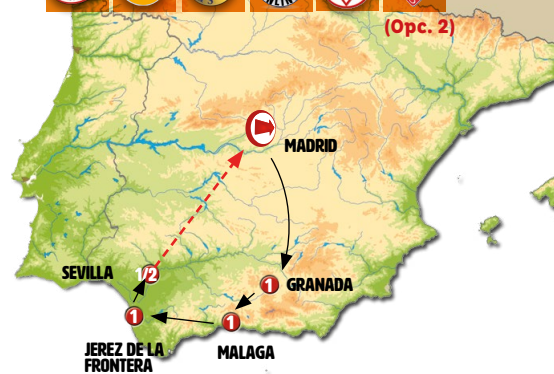 (Opc. 2)
MADRID
SEVILLA
1/2
1
GRANADA
1
1
JEREZ DE LA
FRONTERA
MALAGA